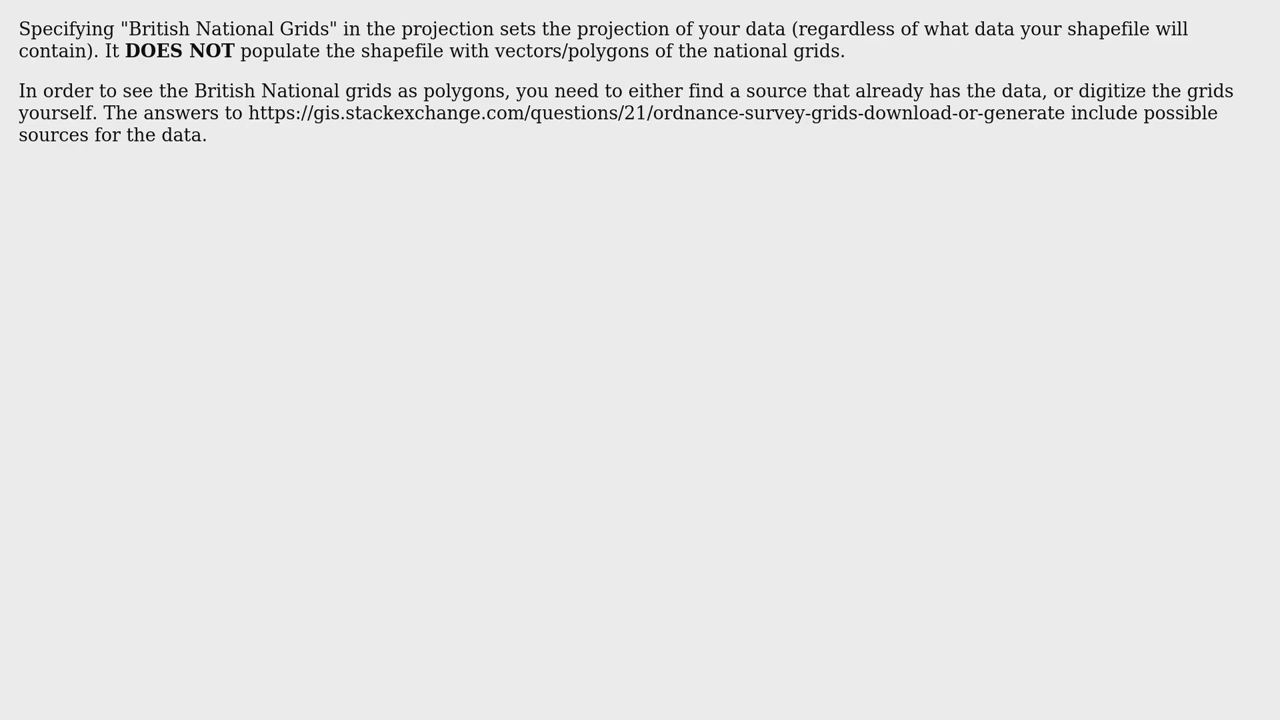 Specifying "British National Grids" in the projection sets the projection of your data (regardless of what data your shapefile will
contain). It DOES NOT populate the shapefile with vectors/polygons of the national grids.
In order to see the British National grids as polygons, you need to either find a source that already has the data, or digitize the grids
yourself. The answers to https://gis.stackexchange.com/questions/21/ordnance-survey-grids-download-or-generate include possible
sources for the data.